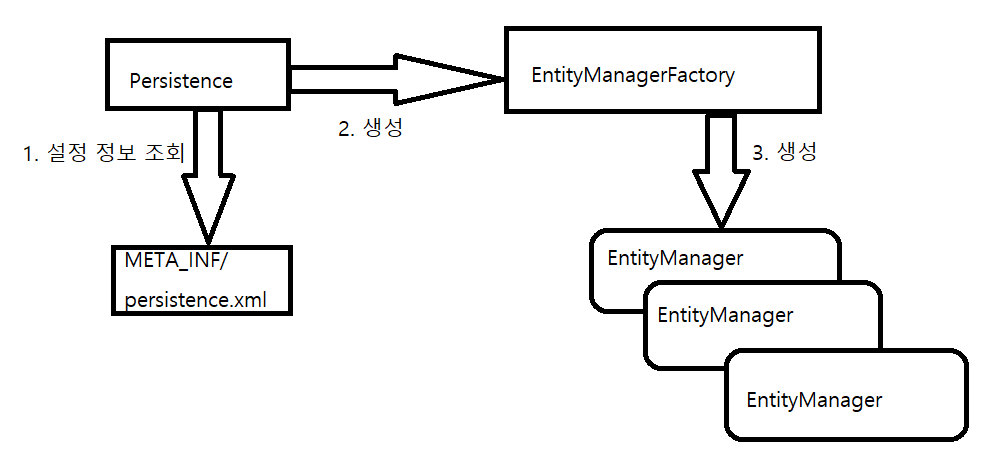 Persistence
EntityManagerFactory
2. 생성
1. 설정 정보 조회
3. 생성
META_INF/
persistence.xml
EntityManager
EntityManager
EntityManager